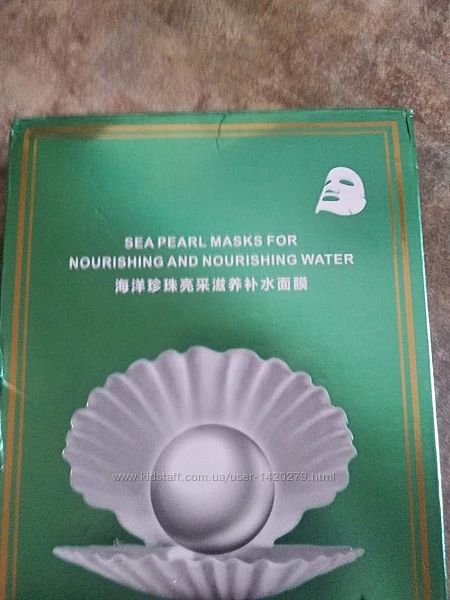 SEA PEARL MASKS FOR
NOURISHING AND NOURISHING WATER
海洋珍珠亮采滋养补水面膜
www.kidstaff.com.ua/user-1420279.html